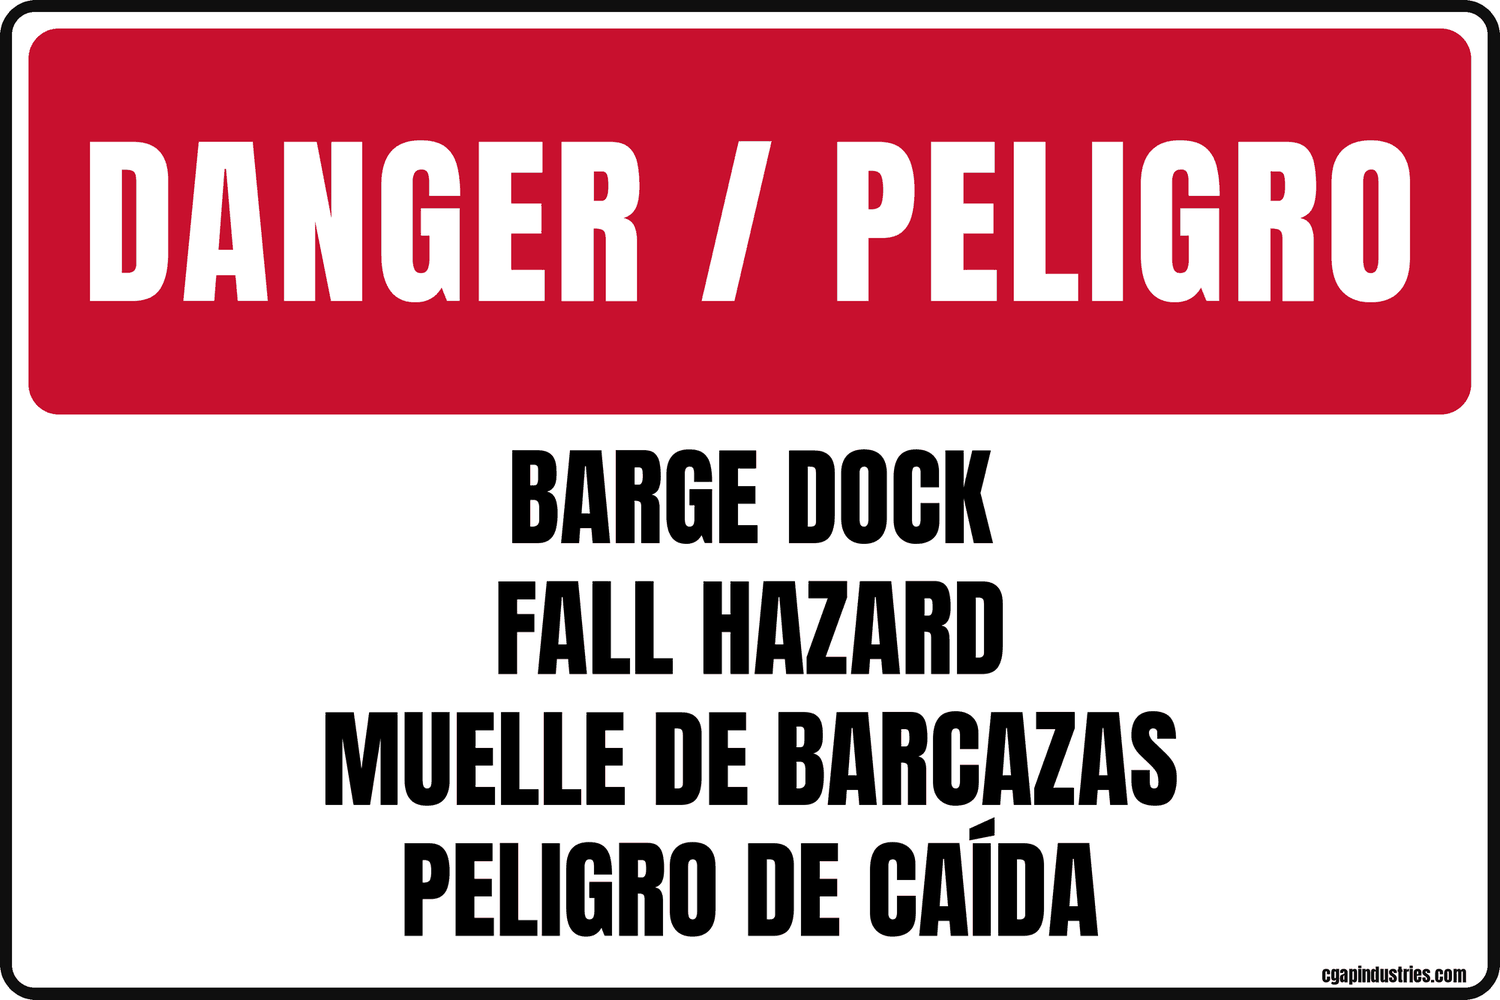 DANGER / PELIGRO
BARGE DOCK
FALL HAZARD
MUELLE DE BARCAZAS
PELIGRO DE CAÍDA
cgapindustries.com